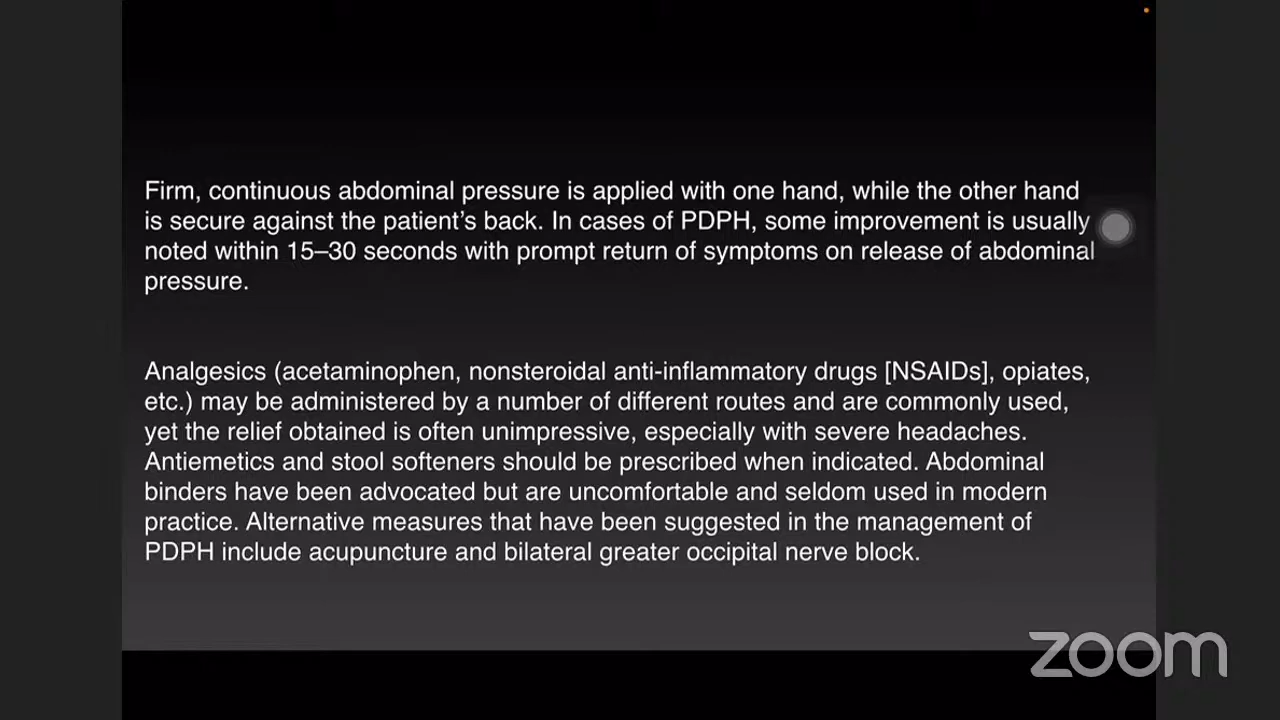 Firm, continuous abdominal pressure is applied with one hand, while the other hand
is secure against the patient's back. In cases of PDPH, some improvement is usually
noted within 15–30 seconds with prompt return of symptoms on release of abdominal
pressure.
Analgesics (acetaminophen, nonsteroidal anti-inflammatory drugs [NSAIDs], opiates,
etc.) may be administered by a number of different routes and are commonly used,
yet the relief obtained is often unimpressive, especially with severe headaches.
Antiemetics and stool softeners should be prescribed when indicated. Abdominal
binders have been advocated but are uncomfortable and seldom used in modern
practice. Alternative measures that have been suggested in the management of
PDPH include acupuncture and bilateral greater occipital nerve block.
zoom